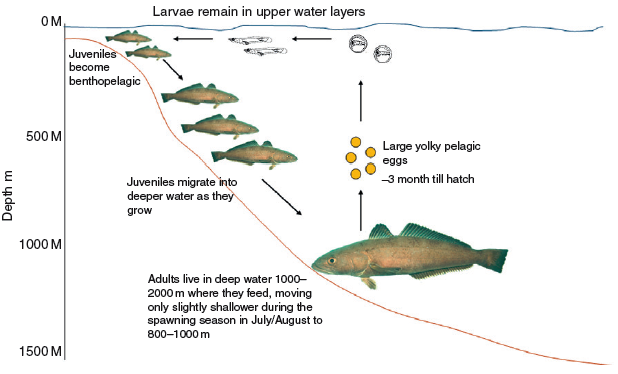 Larvae remain in upper water layers
0 M
Juveniles
become
benthopelagic
500 M
Large yolky pelagic
eggs
–3 month till hatch
Juveniles migrate into
deeper water as they
grow
Depth m
1000 M
Adults live in deep water 1000–
2000 m where they feed, moving
only slightly shallower during the
spawning season in July/August to
800–1000 m
1500 M